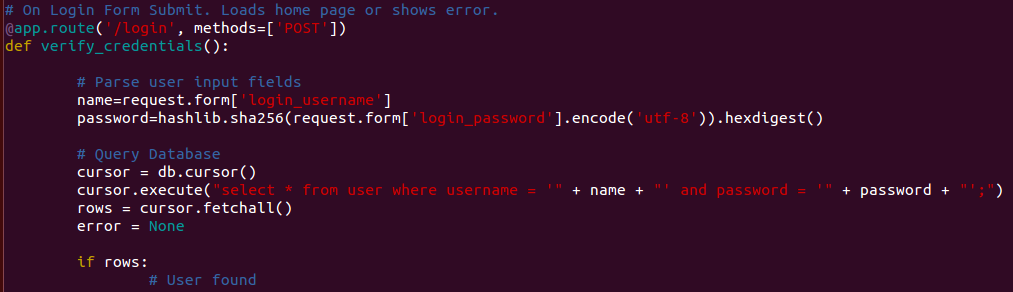 # On Login Form Submit. Loads home page or shows error.
@app.route('/login', methods=['POST'])
def verify_credentials():
# Parse user input fields
name=request.form['login_username']
password=hashlib.sha256(request.form['login_password'].encode('utf-8')).hexdigest()
# Query Database
cursor = db.cursor()
cursor.execute("select * from user where username = '" + name + "' and password = '" + password + "';")
rows = cursor.fetchall()
error = None
if rows:
# User found